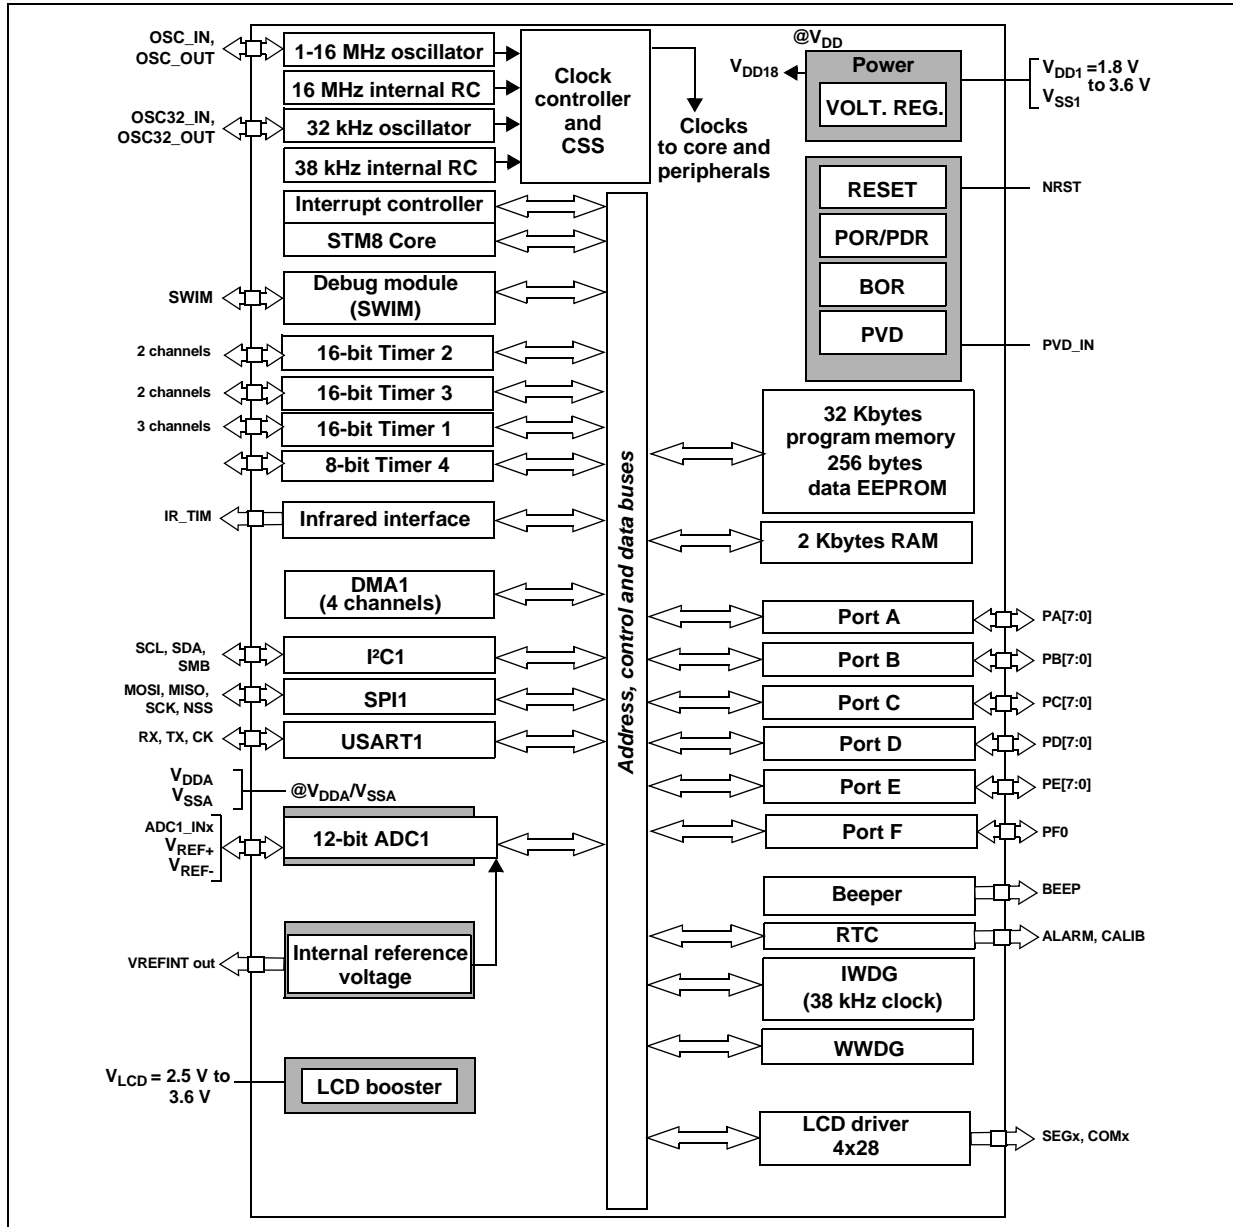 OSC_IN,
OSC_OUT
1-16 MHz oscillator
16 MHz internal RC
OSC32_IN,
OSC32_OUT
32 kHz oscillator
38 kHz internal RC
Clock
controller
and
CSS
Clocks
to core and
peripherals
@VDD
VDD18
Power
VOLT. REG.
VDD1 =1.8 V
to 3.6 V
VSS1
RESET
NRST
POR/PDR
BOR
PVD
PVD_IN
Interrupt controller
STM8 Core
SWIM
Debug module
(SWIM)
2 channels
16-bit Timer 2
2 channels
16-bit Timer 3
3 channels
16-bit Timer 1
8-bit Timer 4
IR_TIM
Infrared interface
DMA1
(4 channels)
SCL, SDA,
SMB
I²C1
MOSI, MISO,
SCK, NSS
SPI1
RX, TX, CK
USART1
VDDA
VSSA
@VDDA/VSSA
ADC1_INx
VREF+
VREF-
12-bit ADC1
VREFINT out
Internal reference
voltage
VLCD = 2.5 V to
3.6 V
LCD booster
Address, control and data buses
32 Kbytes
program memory
256 bytes
data EEPROM
2 Kbytes RAM
Port A
PA[7:0]
Port B
PB[7:0]
Port C
PC[7:0]
Port D
PD[7:0]
Port E
PE[7:0]
Port F
PF0
Beeper
BEEP
RTC
ALARM, CALIB
IWDG
(38 kHz clock)
WWDG
LCD driver
4x28
SEGx, COMx